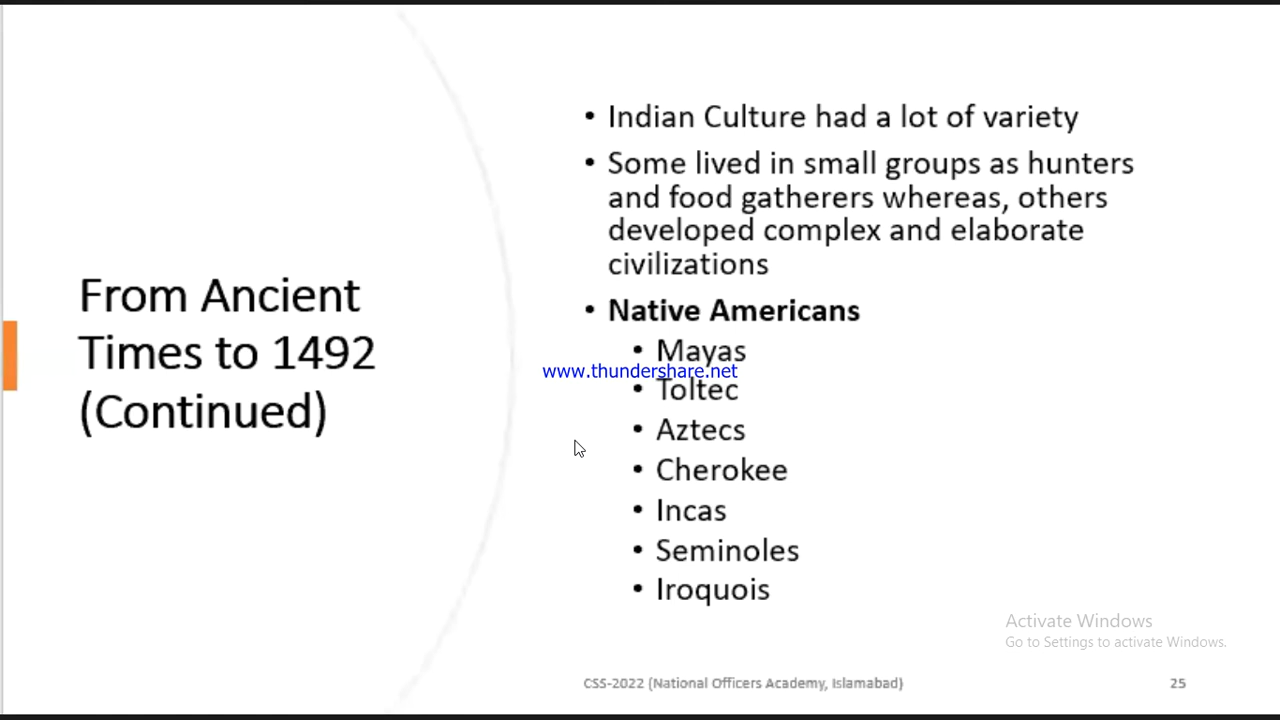 From Ancient
Times to 1492
(Continued)
• Indian Culture had a lot of variety
• Some lived in small groups as hunters
and food gatherers whereas, others
developed complex and elaborate
civilizations
• Native Americans
• Mayas
www.thundershare.net
• Toltec
• Aztecs
• Cherokee
• Incas
• Seminoles
• Iroquois
Activate Windows
Go to Settings to activate Windows.
CSS-2022 (National Officers Academy, Islamabad)
25